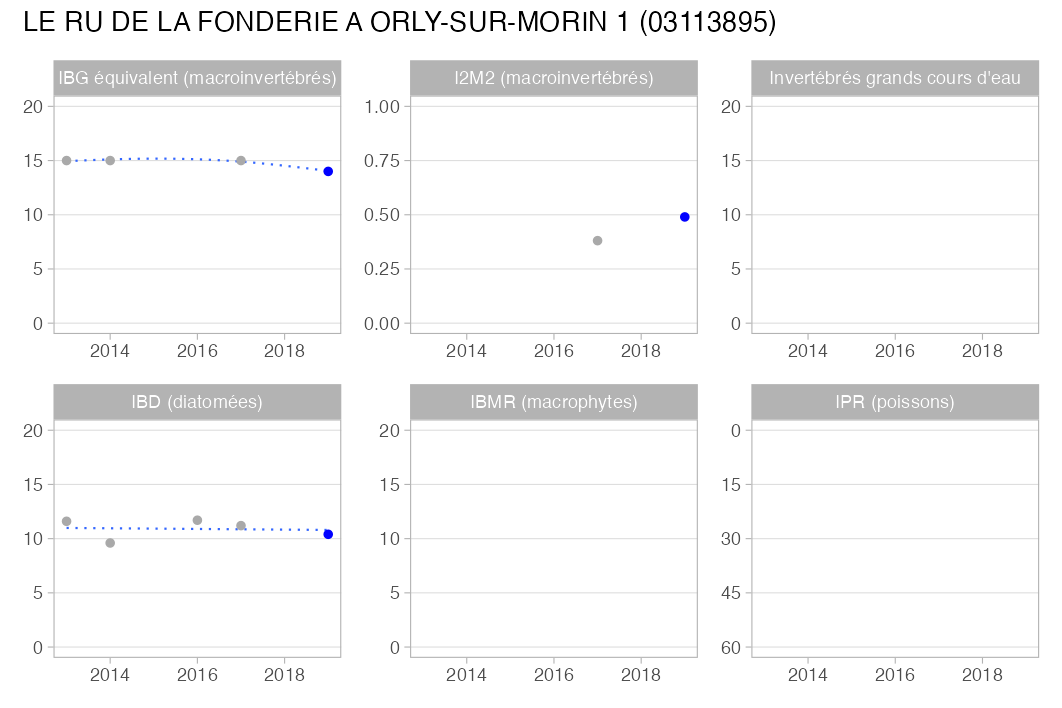 LE RU DE LA FONDERIE A ORLY-SUR-MORIN 1 (03113895)
IBG équivalent (macroinvertébrés)
20
15
10
5
0
2014 2016 2018
I2M2 (macroinvertébrés)
1.00
0.75
0.50
0.25
0.00
2014 2016 2018
Invertébrés grands cours d'eau
20
15
10
5
0
2014 2016 2018
IBD (diatomées)
20
15
10
5
0
2014 2016 2018
IBMR (macrophytes)
20
15
10
5
0
2014 2016 2018
IPR (poissons)
0
15
30
45
60
2014 2016 2018